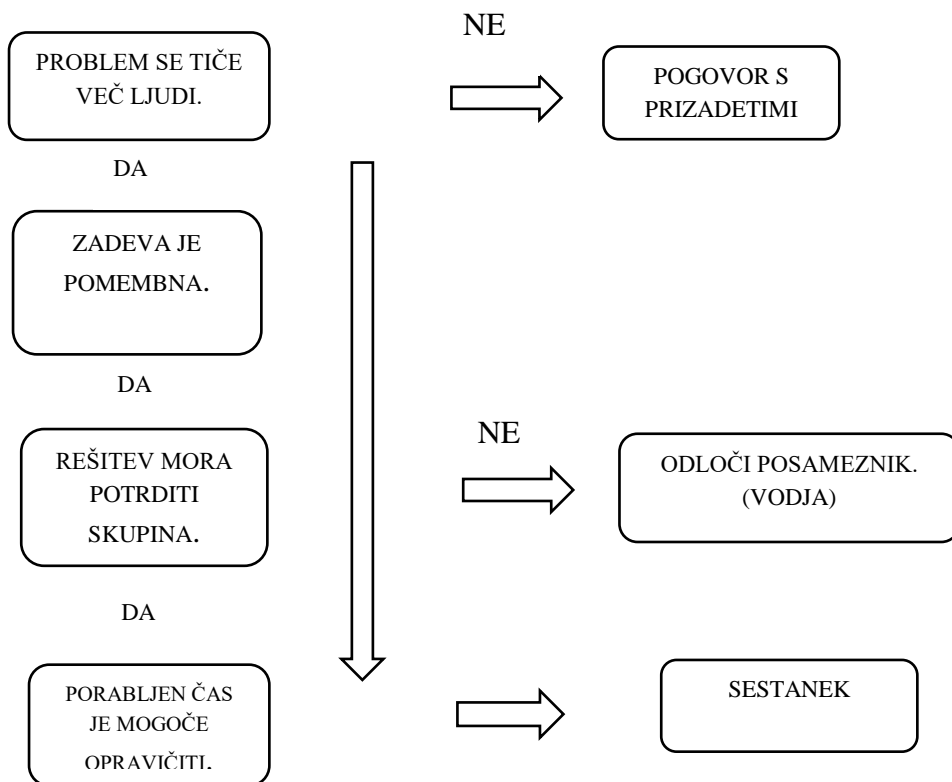 NE
PROBLEM SE TIČE
VEČ LJUDI.
POGOVOR S
PRIZADETIMI
DA
ZADEVA JE
POMEMBNA.
DA
NE
REŠITEV MORA
POTRDITI
SKUPINA.
ODLOČI POSAMEZNIK.
(VODJA)
DA
PORABLJEN ČAS
JE MOGOČE
OPRAVIČITI.
SESTANEK